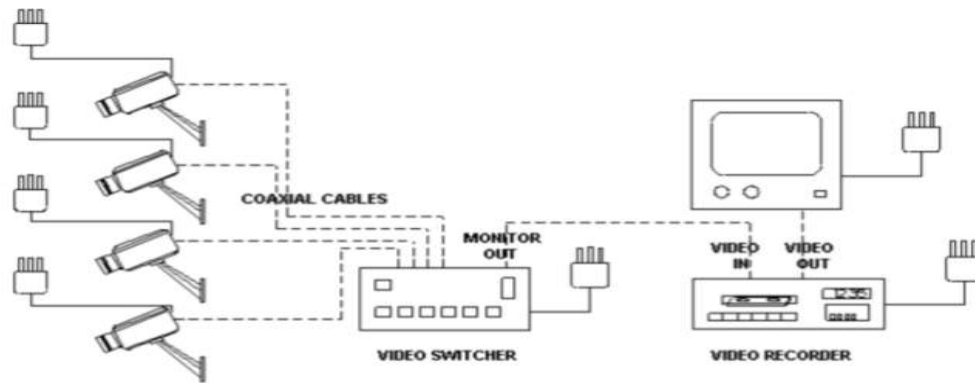 COAXIAL CABLES
MONITOR
OUT
VIDEO
IN
VIDEO
OUT
VIDEO SWITCHER
VIDEO RECORDER